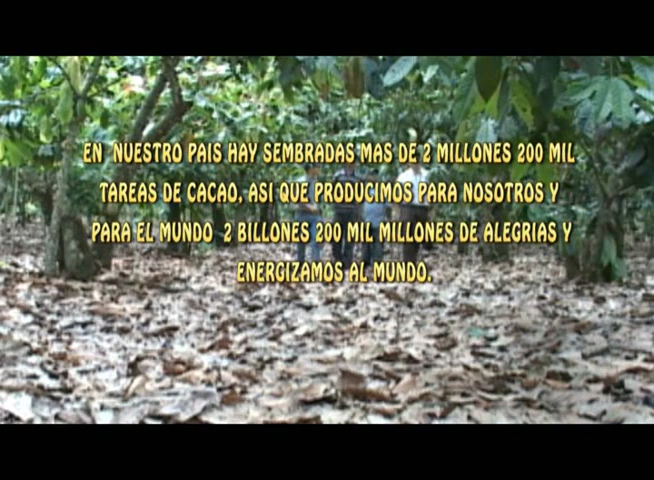 EN NUESTRO PAIS HAY SEMBRADAS MAS DE 2 MILLONES 200 MIL
TAREAS DE CACAO, ASI QUE PRODUCIMOS PARA NOSOTROS Y
PARA EL MUNDO 2 BILLONES 200 MIL MILLONES DE ALEGRIAS Y
ENERGIZAMOS AL MUNDO.